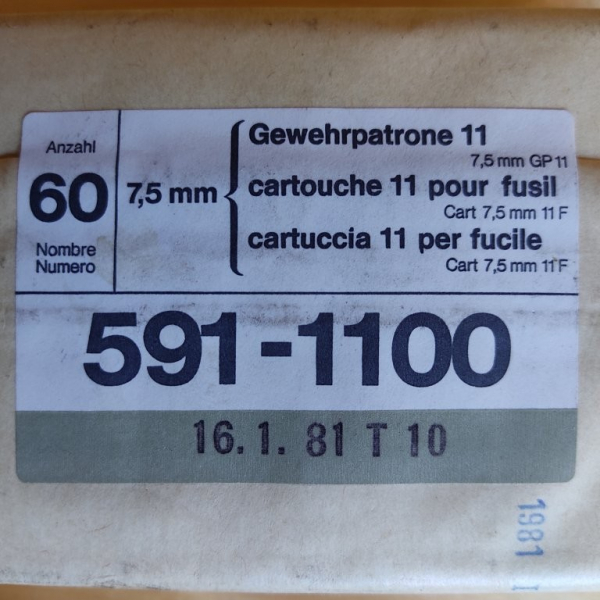 Anzahl
60
Nombre
Numero
7,5 mm
Gewehrpatrone 11
7,5 mm GP 11
cartouche 11 pour fusil
Cart 7,5 mm 11 F
cartuccia 11 per fucile
Cart 7,5 mm 11 F
591-1100
16.1.81 T 10
1981 I